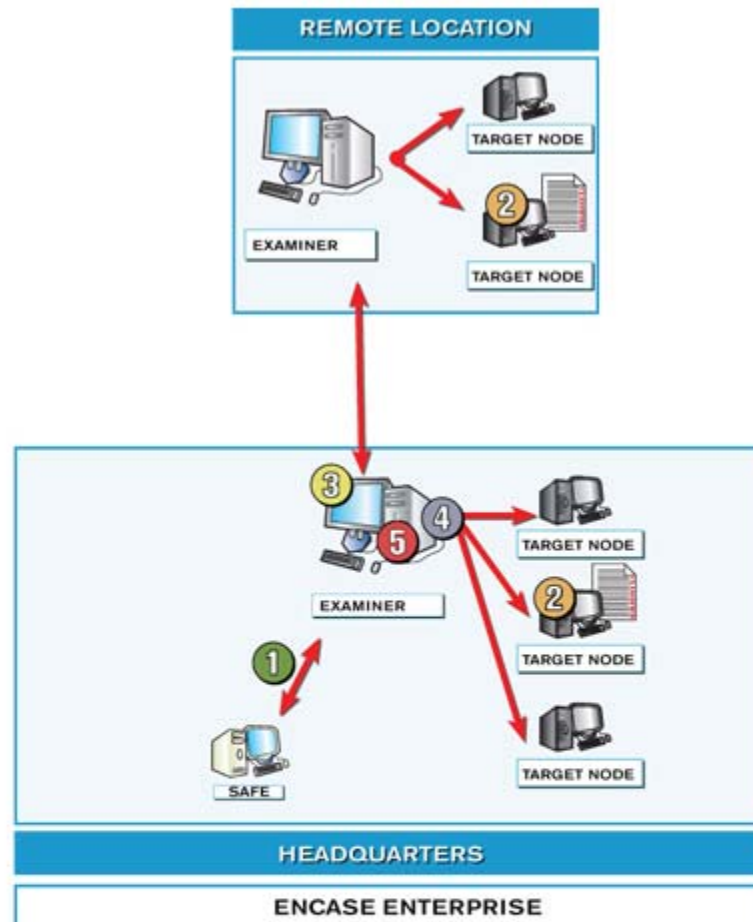 REMOTE LOCATION
TARGET NODE
2
EXAMINER
TARGET NODE
3
4
5
TARGET NODE
EXAMINER
2
1
TARGET NODE
SAFE
TARGET NODE
HEADQUARTERS
ENCASE ENTERPRISE